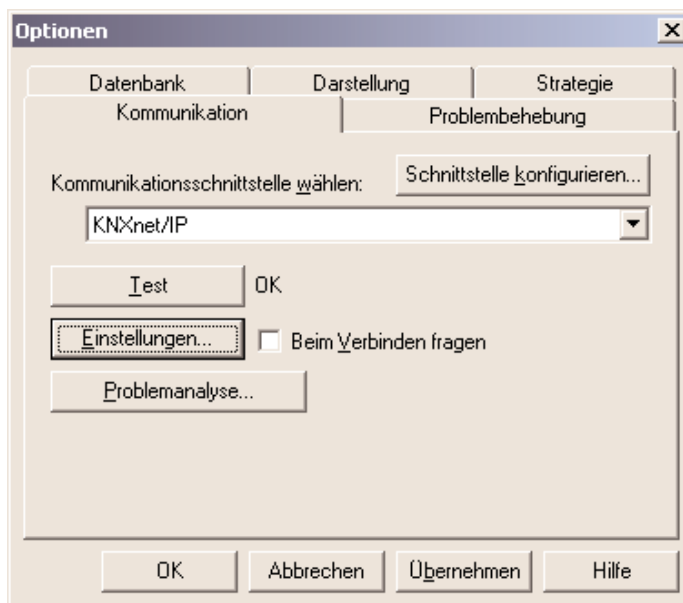 Optionen
Datenbank Darstellung Strategie
Kommunikation Problembehebung
Kommunikationsschnittstelle wählen: Schnittstelle konfigurieren...
KNXnet/IP
Test OK
Einstellungen... Beim Verbinden fragen
Problemanalyse...
OK Abbrechen Übernehmen Hilfe